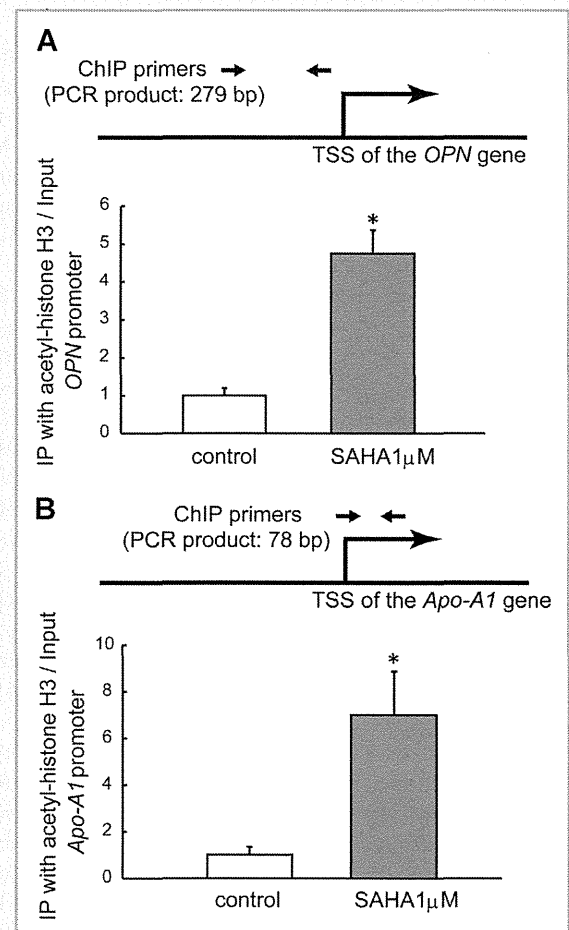 A
ChIP primers
(PCR product: 279 bp)
TSS of the OPN gene
IP with acetyl-histone H3 / Input
OPN promoter
6
5
4
3
2
1
0
*
control
SAHA1μM
B
ChIP primers
(PCR product: 78 bp)
TSS of the Apo-A1 gene
IP with acetyl-histone H3 / Input
Apo-A1 promoter
10
8
6
4
2
0
*
control
SAHA1μM